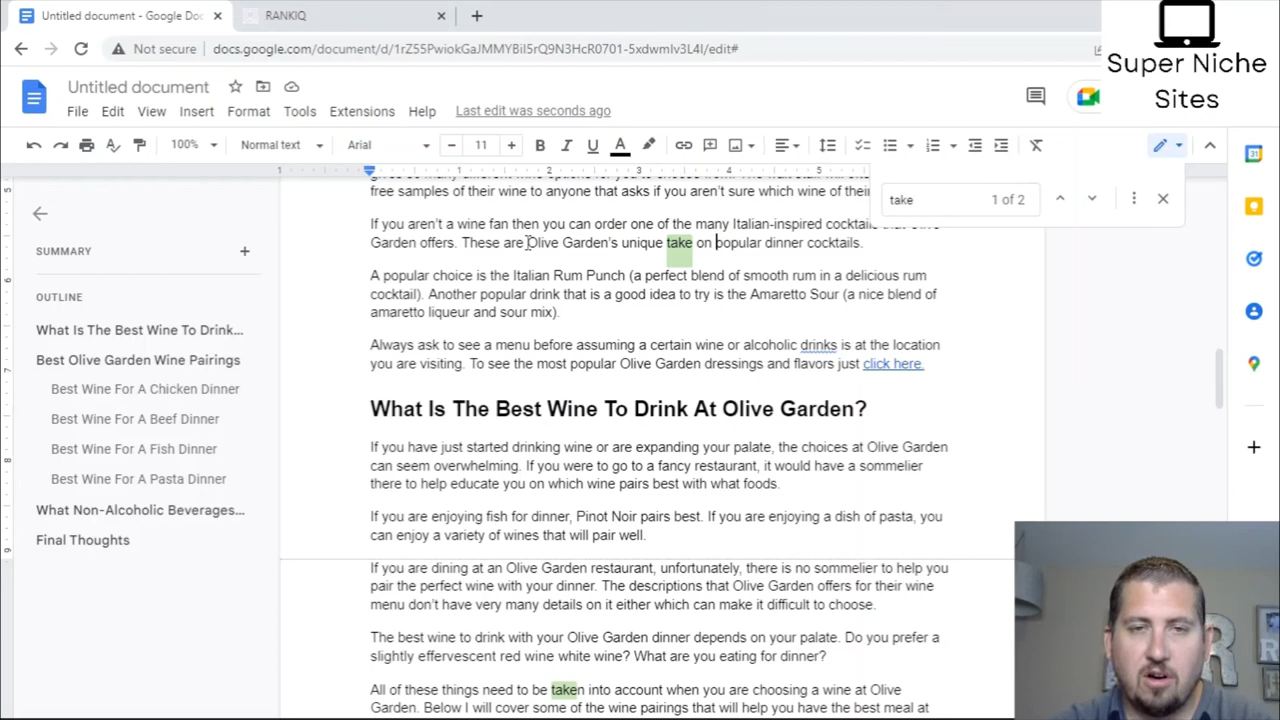 Untitled document - Google Doc
RANKIQ
Not secure
docs.google.com/document/d/1rZ55PwiokGaJMMYBiI5rQ9N3HcR0701-5xdwmlv3L4I/edit#
Super Niche
Sites
Untitled document
File Edit View Insert Format Tools Extensions Help Last edit was seconds ago
100% Normal text Arial 11
1 1 2 3 4 5
take 1 of 2
free samples of their wine to anyone that asks if you aren't sure which wine of their
If you aren't a wine fan then you can order one of the many Italian-inspired cocktails that Olive
Garden offers. These are Olive Garden's unique take on popular dinner cocktails.
A popular choice is the Italian Rum Punch (a perfect blend of smooth rum in a delicious rum
cocktail). Another popular drink that is a good idea to try is the Amaretto Sour (a nice blend of
amaretto liqueur and sour mix).
Always ask to see a menu before assuming a certain wine or alcoholic drinks is at the location
you are visiting. To see the most popular Olive Garden dressings and flavors just click here.
What Is The Best Wine To Drink At Olive Garden?
If you have just started drinking wine or are expanding your palate, the choices at Olive Garden
can seem overwhelming. If you were to go to a fancy restaurant, it would have a sommelier
there to help educate you on which wine pairs best with what foods.
If you are enjoying fish for dinner, Pinot Noir pairs best. If you are enjoying a dish of pasta, you
can enjoy a variety of wines that will pair well.
If you are dining at an Olive Garden restaurant, unfortunately, there is no sommelier to help you
pair the perfect wine with your dinner. The descriptions that Olive Garden offers for their wine
menu don't have very many details on it either which can make it difficult to choose.
The best wine to drink with your Olive Garden dinner depends on your palate. Do you prefer a
slightly effervescent red wine white wine? What are you eating for dinner?
All of these things need to be taken into account when you are choosing a wine at Olive
Garden. Below I will cover some of the wine pairings that will help you have the best meal at
SUMMARY
OUTLINE
What Is The Best Wine To Drink...
Best Olive Garden Wine Pairings
Best Wine For A Chicken Dinner
Best Wine For A Beef Dinner
Best Wine For A Fish Dinner
Best Wine For A Pasta Dinner
What Non-Alcoholic Beverages...
Final Thoughts
5
6
7
8
9
31
R